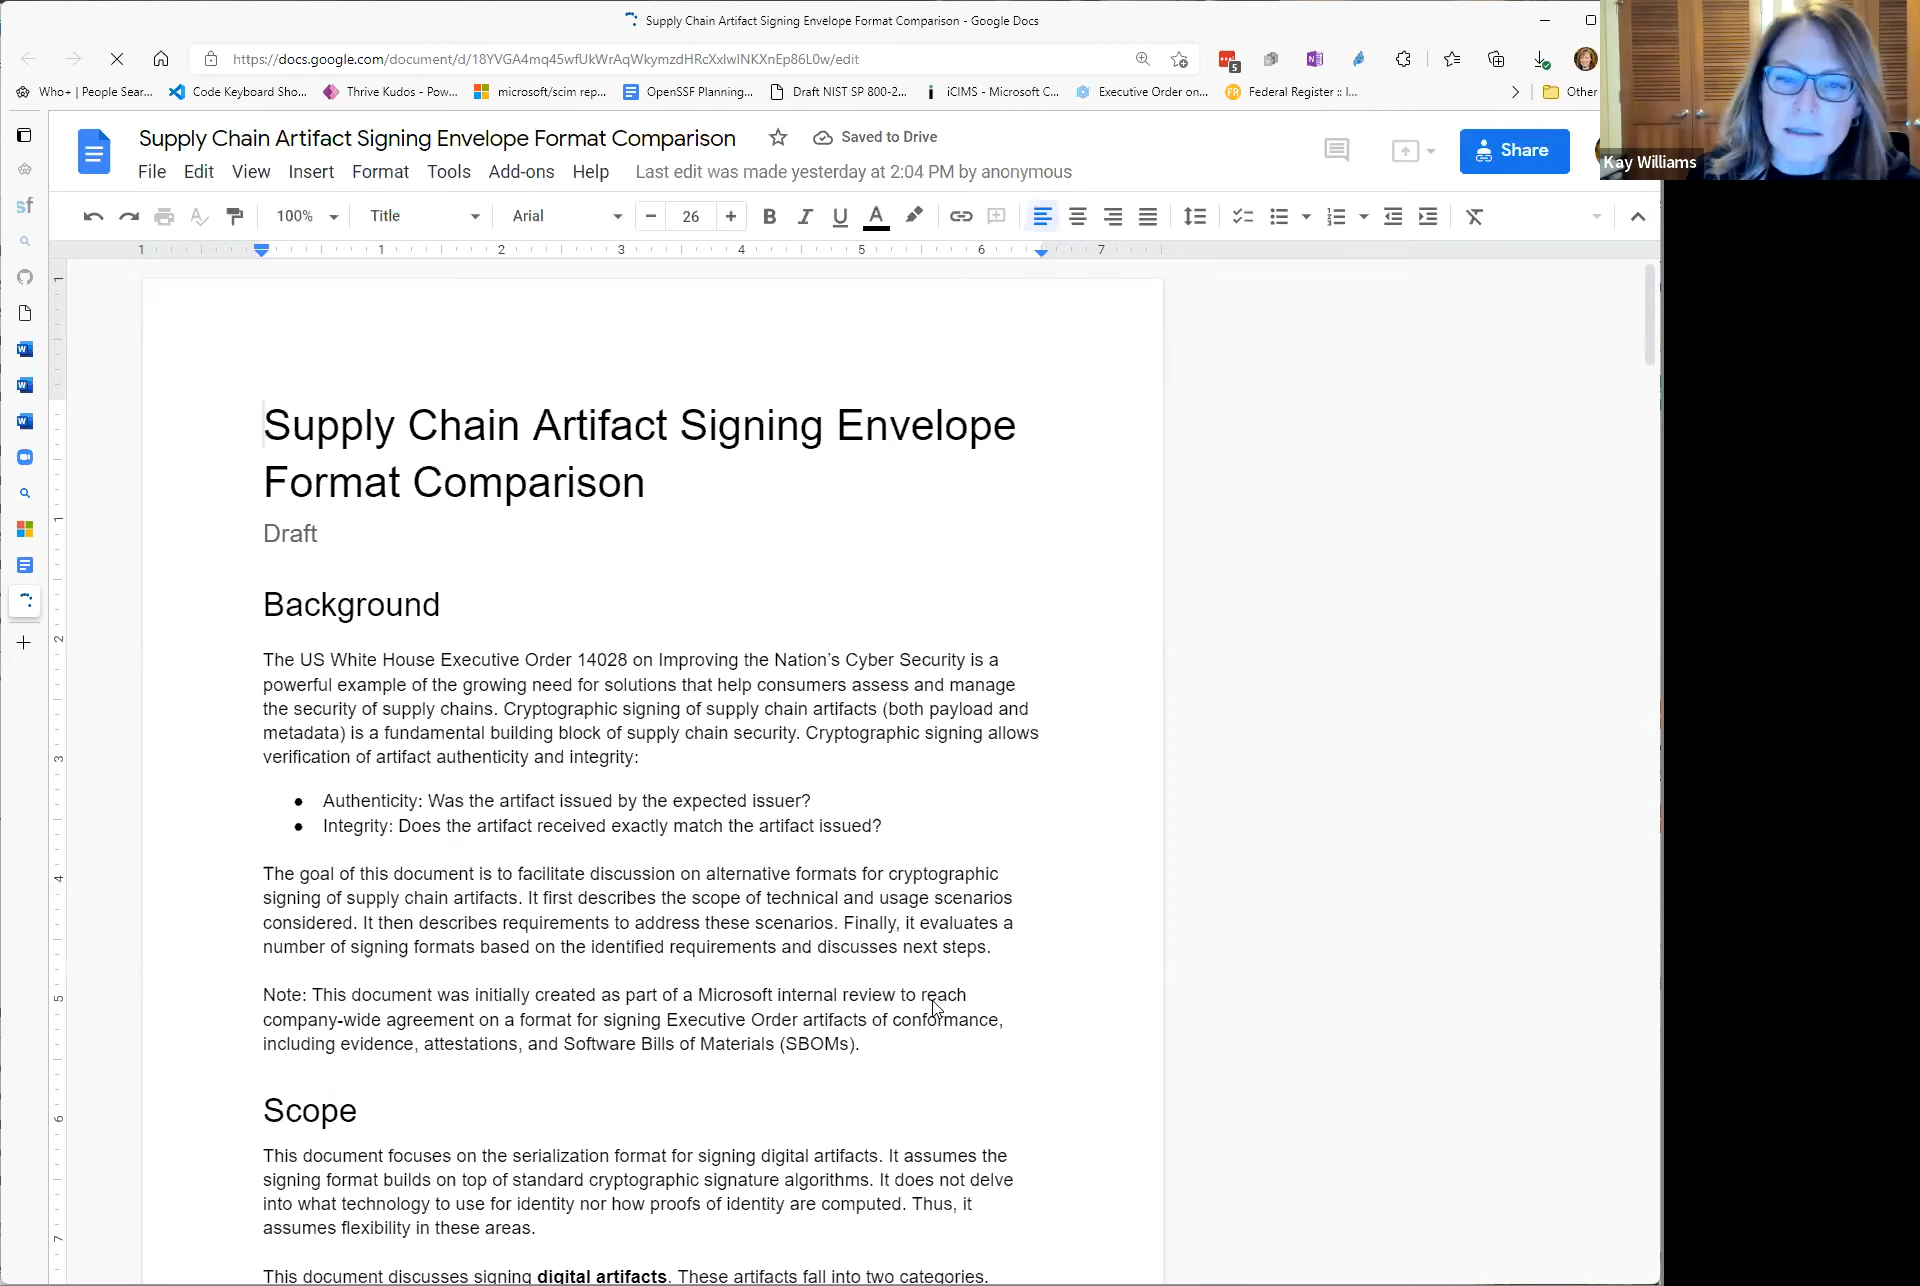 Supply Chain Artifact Signing Envelope Format Comparison - Google Docs
https://docs.google.com/document/d/18YVGA4mq45wfUkWrAqWkymzdHRcXxlwlNKXnEp86L0w/edit
5
Who+ | People Sear... Code Keyboard Sho... Thrive Kudos - Pow... microsoft/scim rep... OpenSSF Planning... Draft NIST SP 800-2... iCIMS - Microsoft C... Executive Order on... Federal Register :: I... Other
Supply Chain Artifact Signing Envelope Format Comparison Saved to Drive
Share
Kay Williams
File Edit View Insert Format Tools Add-ons Help Last edit was made yesterday at 2:04 PM by anonymous
100% Title Arial 26 B I U A
1 1 2 3 4 5 6 7
Supply Chain Artifact Signing Envelope
Format Comparison
Draft
Background
The US White House Executive Order 14028 on Improving the Nation’s Cyber Security is a
powerful example of the growing need for solutions that help consumers assess and manage
the security of supply chains. Cryptographic signing of supply chain artifacts (both payload and
metadata) is a fundamental building block of supply chain security. Cryptographic signing allows
verification of artifact authenticity and integrity:
● Authenticity: Was the artifact issued by the expected issuer?
● Integrity: Does the artifact received exactly match the artifact issued?
The goal of this document is to facilitate discussion on alternative formats for cryptographic
signing of supply chain artifacts. It first describes the scope of technical and usage scenarios
considered. It then describes requirements to address these scenarios. Finally, it evaluates a
number of signing formats based on the identified requirements and discusses next steps.
Note: This document was initially created as part of a Microsoft internal review to reach
company-wide agreement on a format for signing Executive Order artifacts of conformance,
including evidence, attestations, and Software Bills of Materials (SBOMs).
Scope
This document focuses on the serialization format for signing digital artifacts. It assumes the
signing format builds on top of standard cryptographic signature algorithms. It does not delve
into what technology to use for identity nor how proofs of identity are computed. Thus, it
assumes flexibility in these areas.
This document discusses signing digital artifacts. These artifacts fall into two categories.